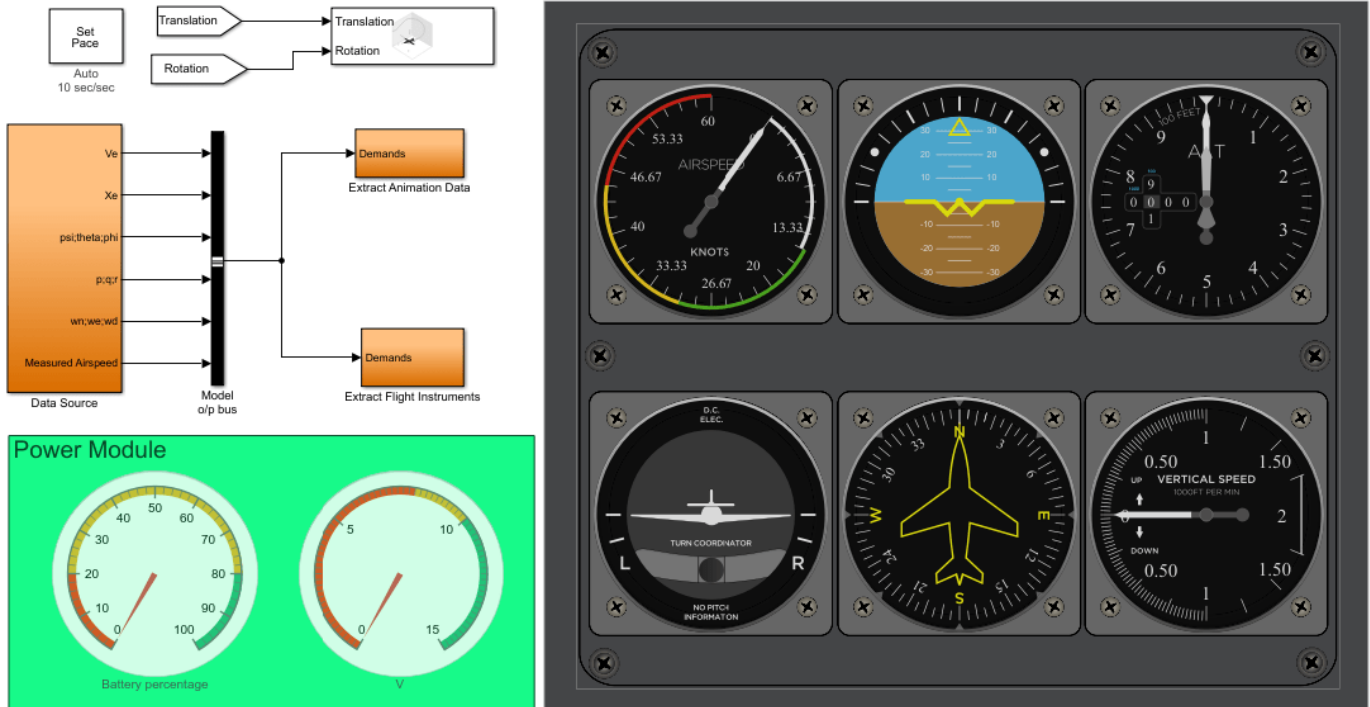 Set
Pace
Auto
10 sec/sec
Translation
Rotation
Translation
Rotation
Ve
Xe
psi;theta;phi
p;q;r
wn;we;wd
Measured Airspeed
Data Source
Model
o/p bus
Demands
Extract Animation Data
Demands
Extract Flight Instruments
Power Module
0
10
20
30
40
50
60
70
80
90
100
Battery percentage
0
5
10
15
V
60
53.33
46.67
40
33.33
26.67
20
13.33
6.67
AIRSPEED
KNOTS
30 30
20 20
10 10
-10 -10
-20 -20
-30 -30
100 FEET
9
1
8
2
7
3
6
4
5
9
0 0 0 0
1
D.C.
ELEC.
TURN COORDINATOR
L
R
NO PITCH
INFORMATON
N
3
6
E
12
15
S
21
24
W
30
33
1
0.50
1.50
UP
VERTICAL SPEED
1000FT PER MIN
0
2
DOWN
0.50
1.50
1